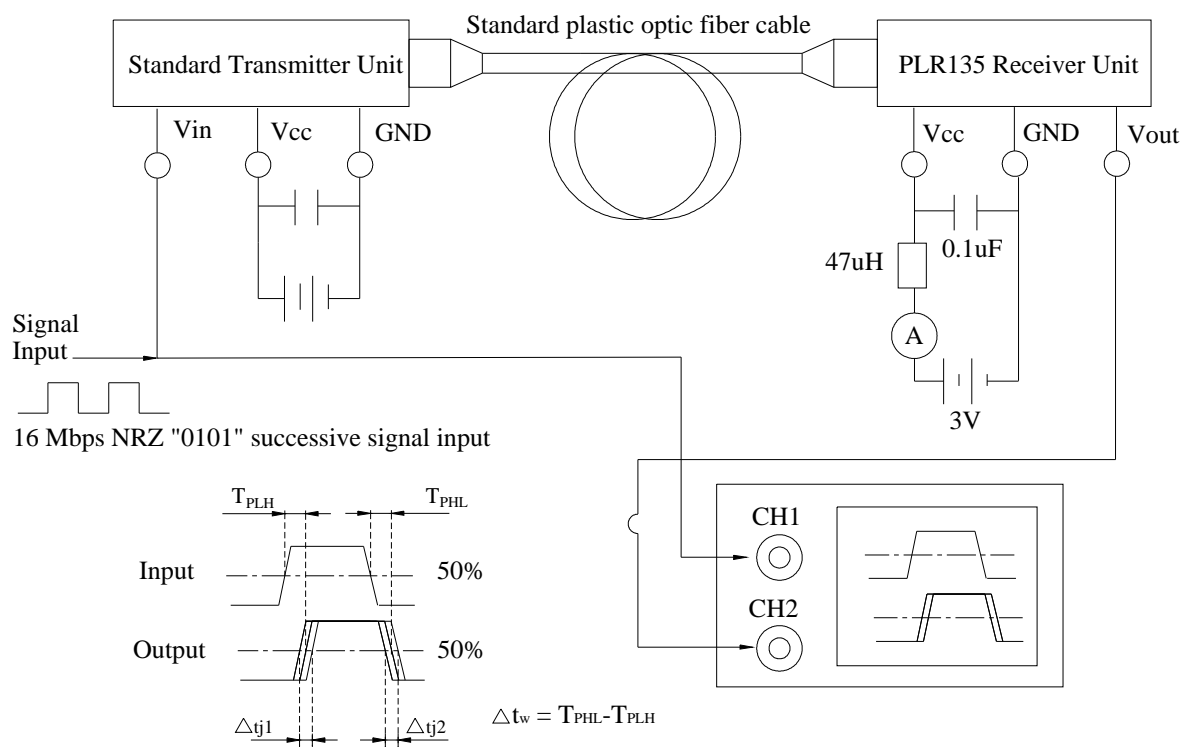 Standard plastic optic fiber cable
Standard Transmitter Unit
PLR135 Receiver Unit
Vin
Vcc
GND
Vcc
GND
Vout
0.1uF
47uH
A
3V
Signal
Input
16 Mbps NRZ "0101" successive signal input
TPLH
TPHL
Input
50%
Output
50%
△tj1
△tj2
△tw = TPHL-TPLH
CH1
CH2